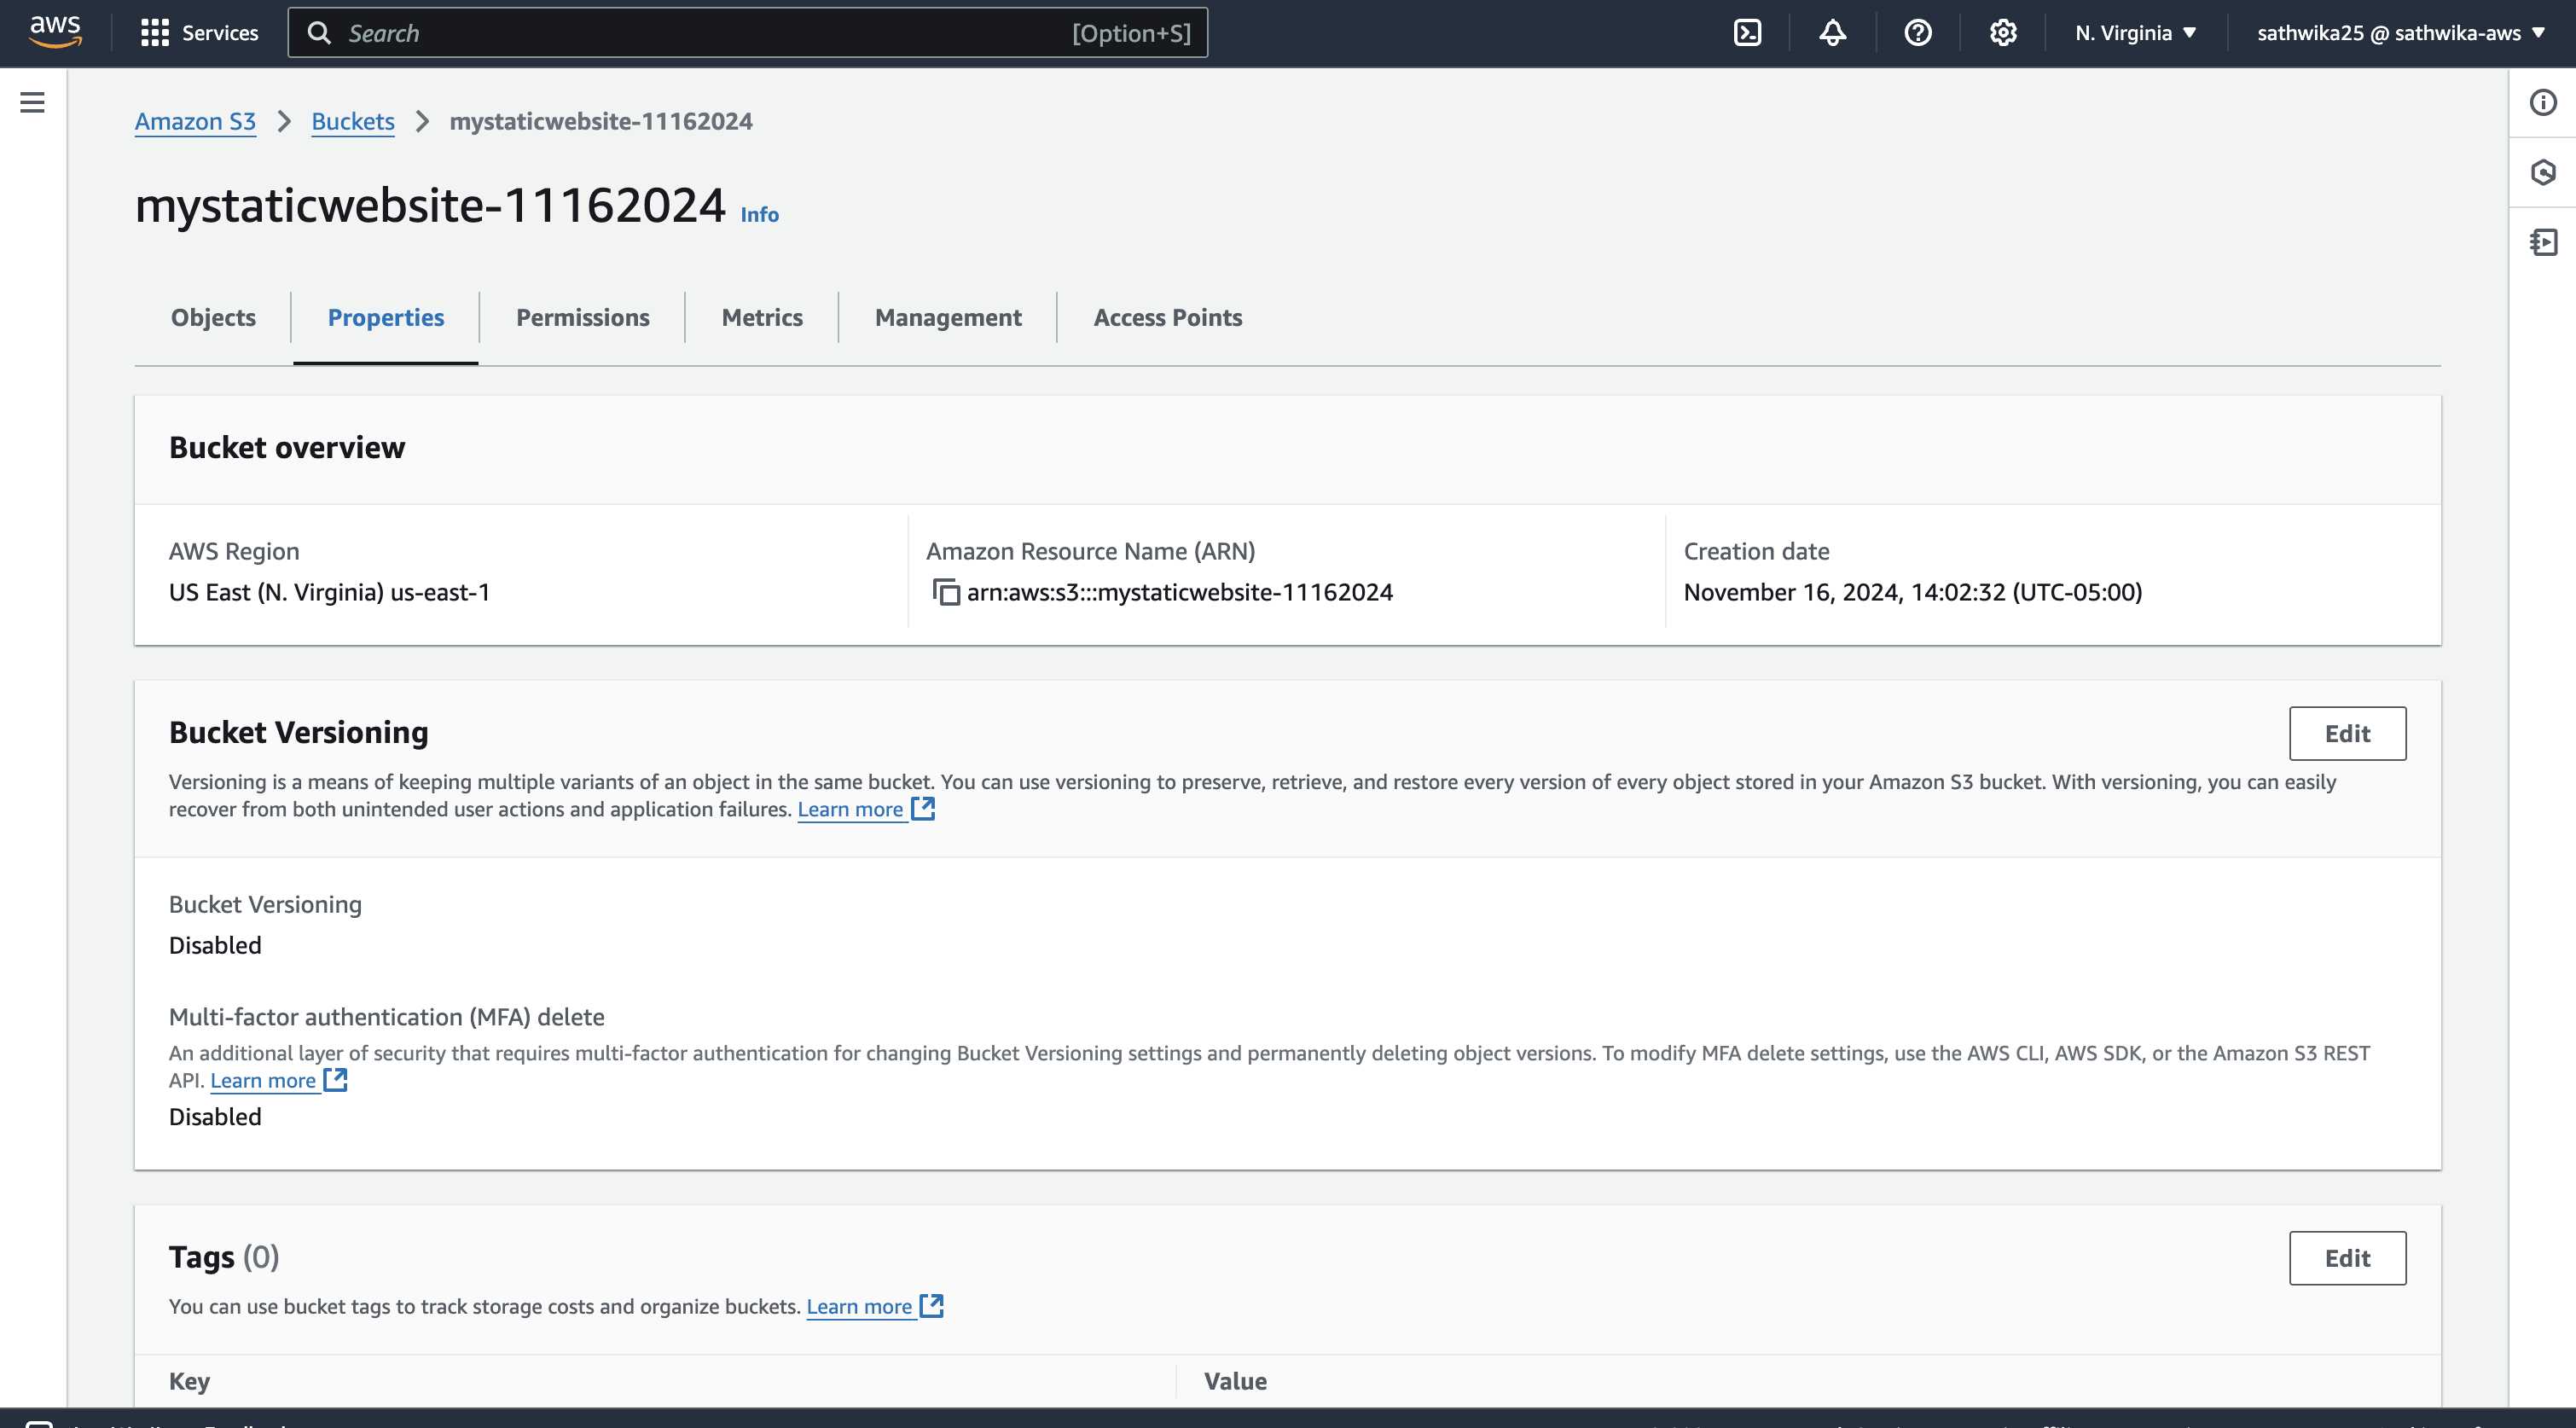 aws
Services
Search
[Option+S]
N. Virginia
sathwika25 @ sathwika-aws
Amazon S3 > Buckets > mystaticwebsite-11162024
mystaticwebsite-11162024 Info
Objects
Properties
Permissions
Metrics
Management
Access Points
Bucket overview
AWS Region
US East (N. Virginia) us-east-1
Amazon Resource Name (ARN)
arn:aws:s3:::mystaticwebsite-11162024
Creation date
November 16, 2024, 14:02:32 (UTC-05:00)
Bucket Versioning
Edit
Versioning is a means of keeping multiple variants of an object in the same bucket. You can use versioning to preserve, retrieve, and restore every version of every object stored in your Amazon S3 bucket. With versioning, you can easily
recover from both unintended user actions and application failures. Learn more
Bucket Versioning
Disabled
Multi-factor authentication (MFA) delete
An additional layer of security that requires multi-factor authentication for changing Bucket Versioning settings and permanently deleting object versions. To modify MFA delete settings, use the AWS CLI, AWS SDK, or the Amazon S3 REST
API. Learn more
Disabled
Tags (0)
Edit
You can use bucket tags to track storage costs and organize buckets. Learn more
Key
Value